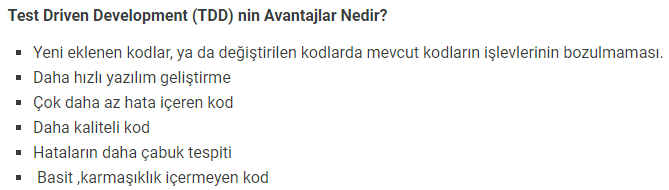 Test Driven Development (TDD) nin Avantajlar Nedir?
▪ Yeni eklenen kodlar, ya da değiştirilen kodlarda mevcut kodların işlevlerinin bozulmaması.
▪ Daha hızlı yazılım geliştirme
▪ Çok daha az hata içeren kod
▪ Daha kaliteli kod
▪ Hataların daha çabuk tespiti
▪ Basit ,karmaşıklık içermeyen kod